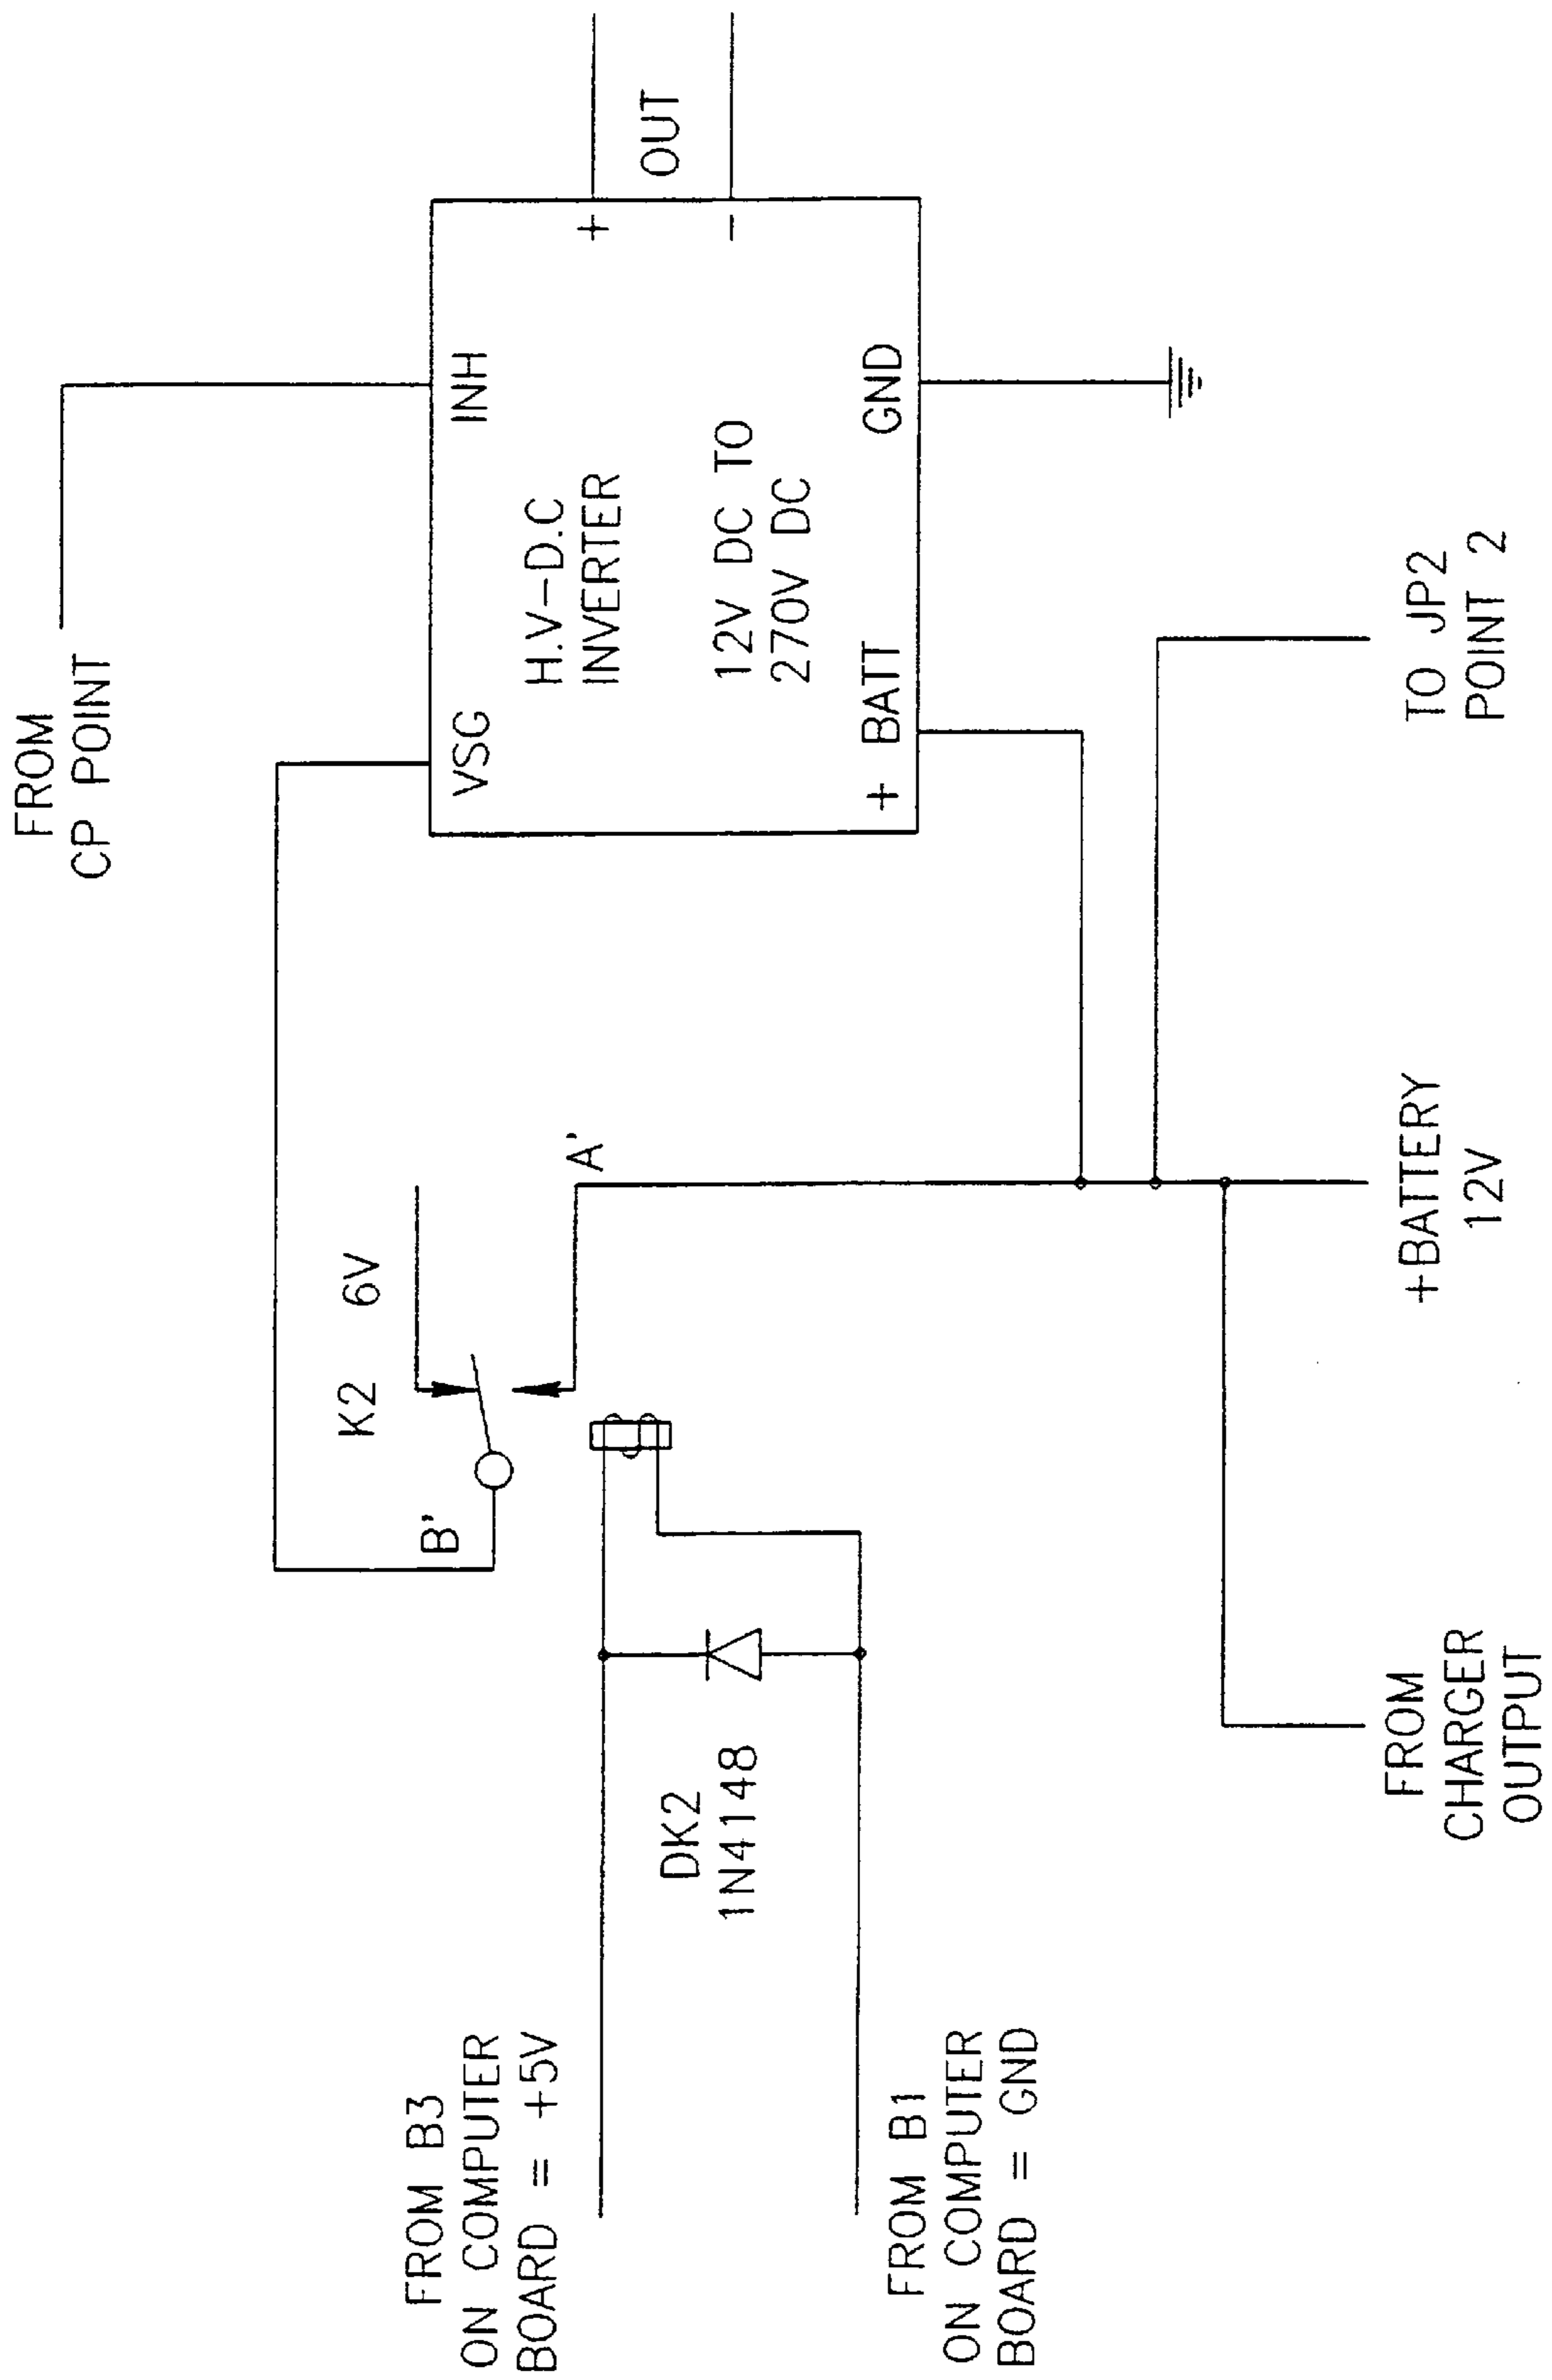 FROM
CP POINT
OUT
+
-
INH
VSG
H.V-D.C
INVERTER
12V DC TO
270V DC
GND
+ BATT
K2 6V
B'
A'
DK2
1N4148
FROM B3
ON COMPUTER
BOARD = +5V
FROM B1
ON COMPUTER
BOARD = GND
FROM
CHARGER
OUTPUT
+BATTERY
12V
TO JP2
POINT 2